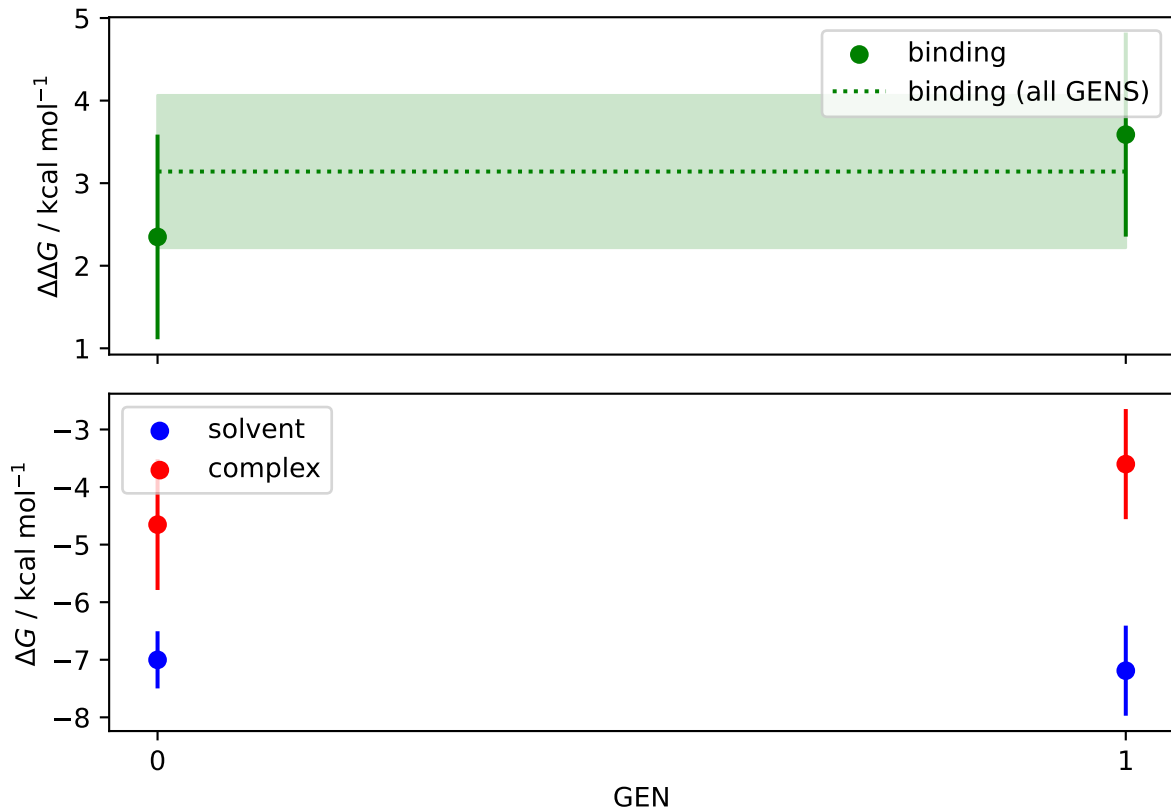 5
4
3
2
1
ΔΔG / kcal mol⁻¹
binding
binding (all GENS)
−3
−4
−5
−6
−7
−8
ΔG / kcal mol⁻¹
solvent
complex
0
1
GEN